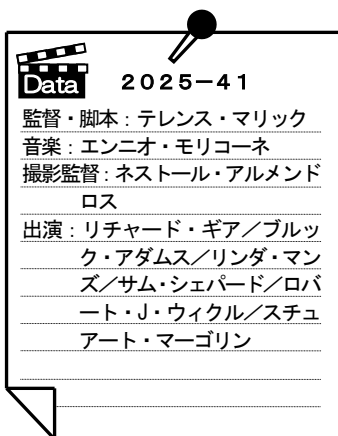 Data
2025-41
監督・脚本：テレンス・マリック
音楽：エンニオ・モリコーネ
撮影監督：ネストール・アルメンド
ロス
出演：リチャード・ギア／ブルッ
ク・アダムス／リンダ・マン
ズ／サム・シェパード／ロバ
ート・J・ウィクル／スチュ
アート・マーゴリン